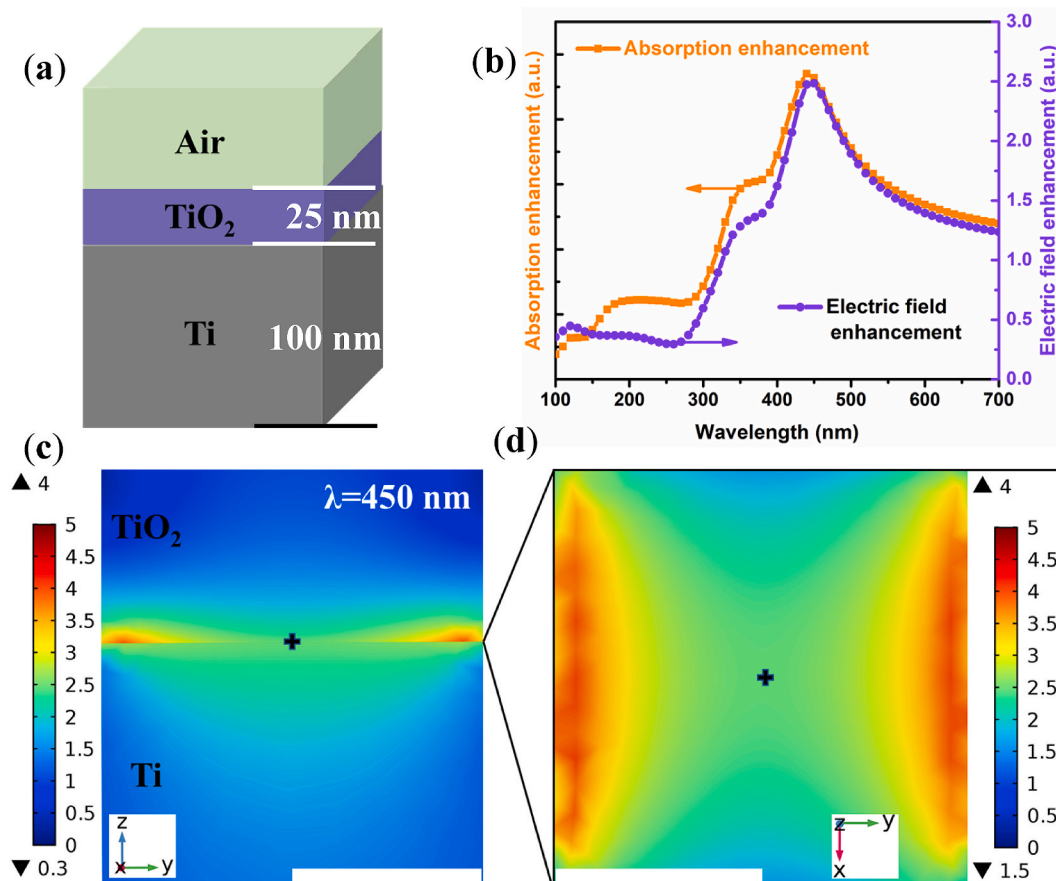 (a)
Air
TiO₂
25 nm
Ti
100 nm
(b)
Absorption enhancement (a.u.)
Absorption enhancement
Electric field
enhancement
3.0
2.5
2.0
1.5
1.0
0.5
0.0
Electric field enhancement (a.u.)
100 200 300 400 500 600 700
Wavelength (nm)
(c)
▲ 4
5
4.5
4
3.5
3
2.5
2
1.5
1
0.5
0
▼ 0.3
λ=450 nm
TiO₂
Ti
z
x y
(d)
z y
x
▲ 4
5
4.5
4
3.5
3
2.5
2
1.5
1
0.5
0
▼ 1.5